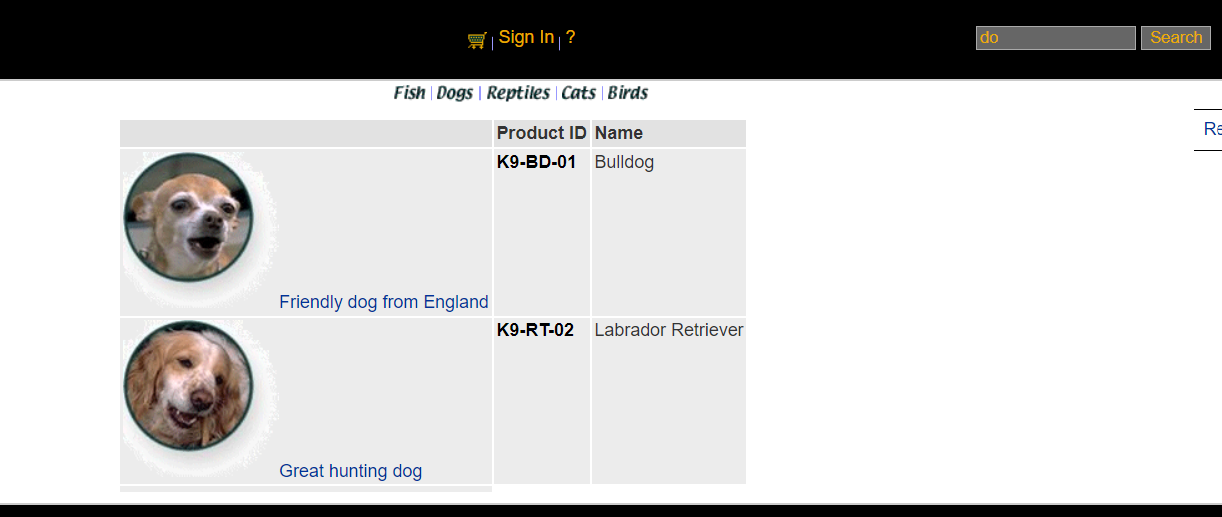 Sign In ? do Search
Fish Dogs Reptiles Cats Birds
Product ID Name
Re
K9-BD-01 Bulldog
Friendly dog from England
K9-RT-02 Labrador Retriever
Great hunting dog